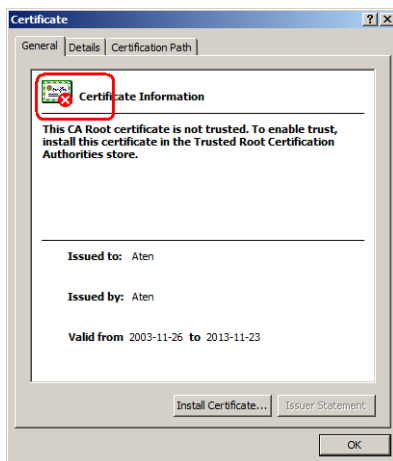 Certificate
General Details Certification Path
Certificate Information
This CA Root certificate is not trusted. To enable trust,
install this certificate in the Trusted Root Certification
Authorities store.
Issued to: Aten
Issued by: Aten
Valid from 2003-11-26 to 2013-11-23
Install Certificate... Issuer Statement
OK